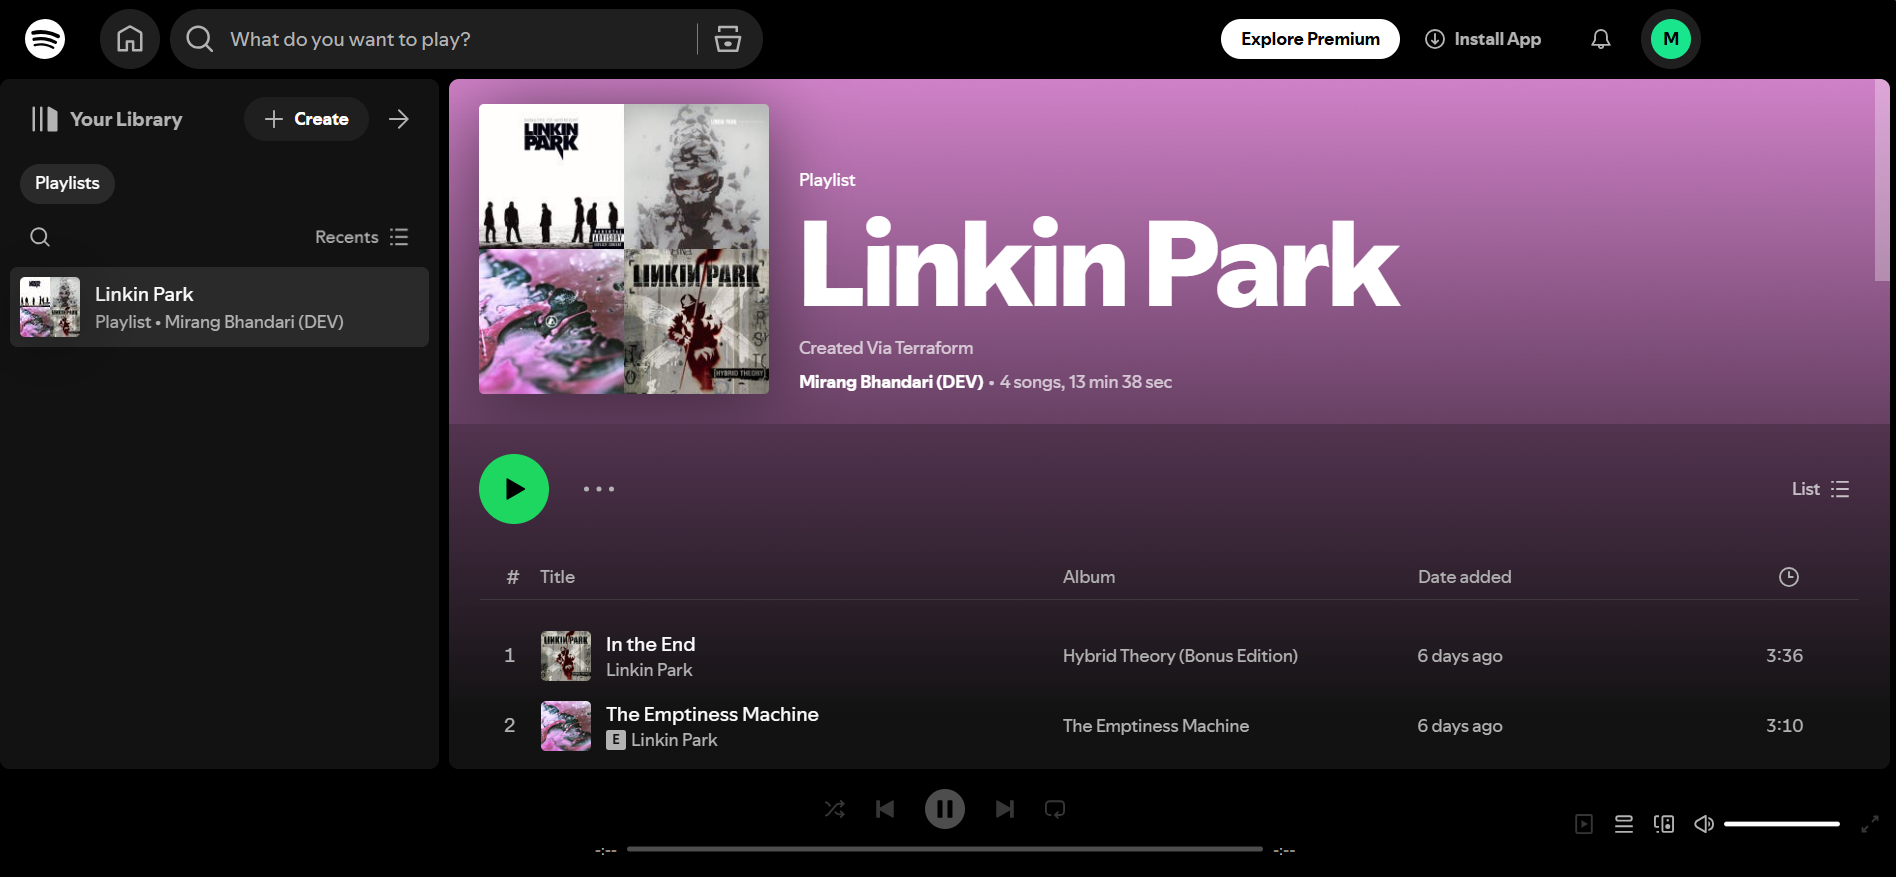 What do you want to play?
Explore Premium
Install App
M
Your Library
Create
Playlists
Recents
Linkin Park
Playlist • Mirang Bhandari (DEV)
LINKIN
PARK
LINKIN PARK
HYBRID THEORY
Playlist
Linkin Park
Created Via Terraform
Mirang Bhandari (DEV) • 4 songs, 13 min 38 sec
List
# Title Album Date added
1 In the End Hybrid Theory (Bonus Edition) 6 days ago 3:36
Linkin Park
2 The Emptiness Machine The Emptiness Machine 6 days ago 3:10
E Linkin Park
-:-- -:--